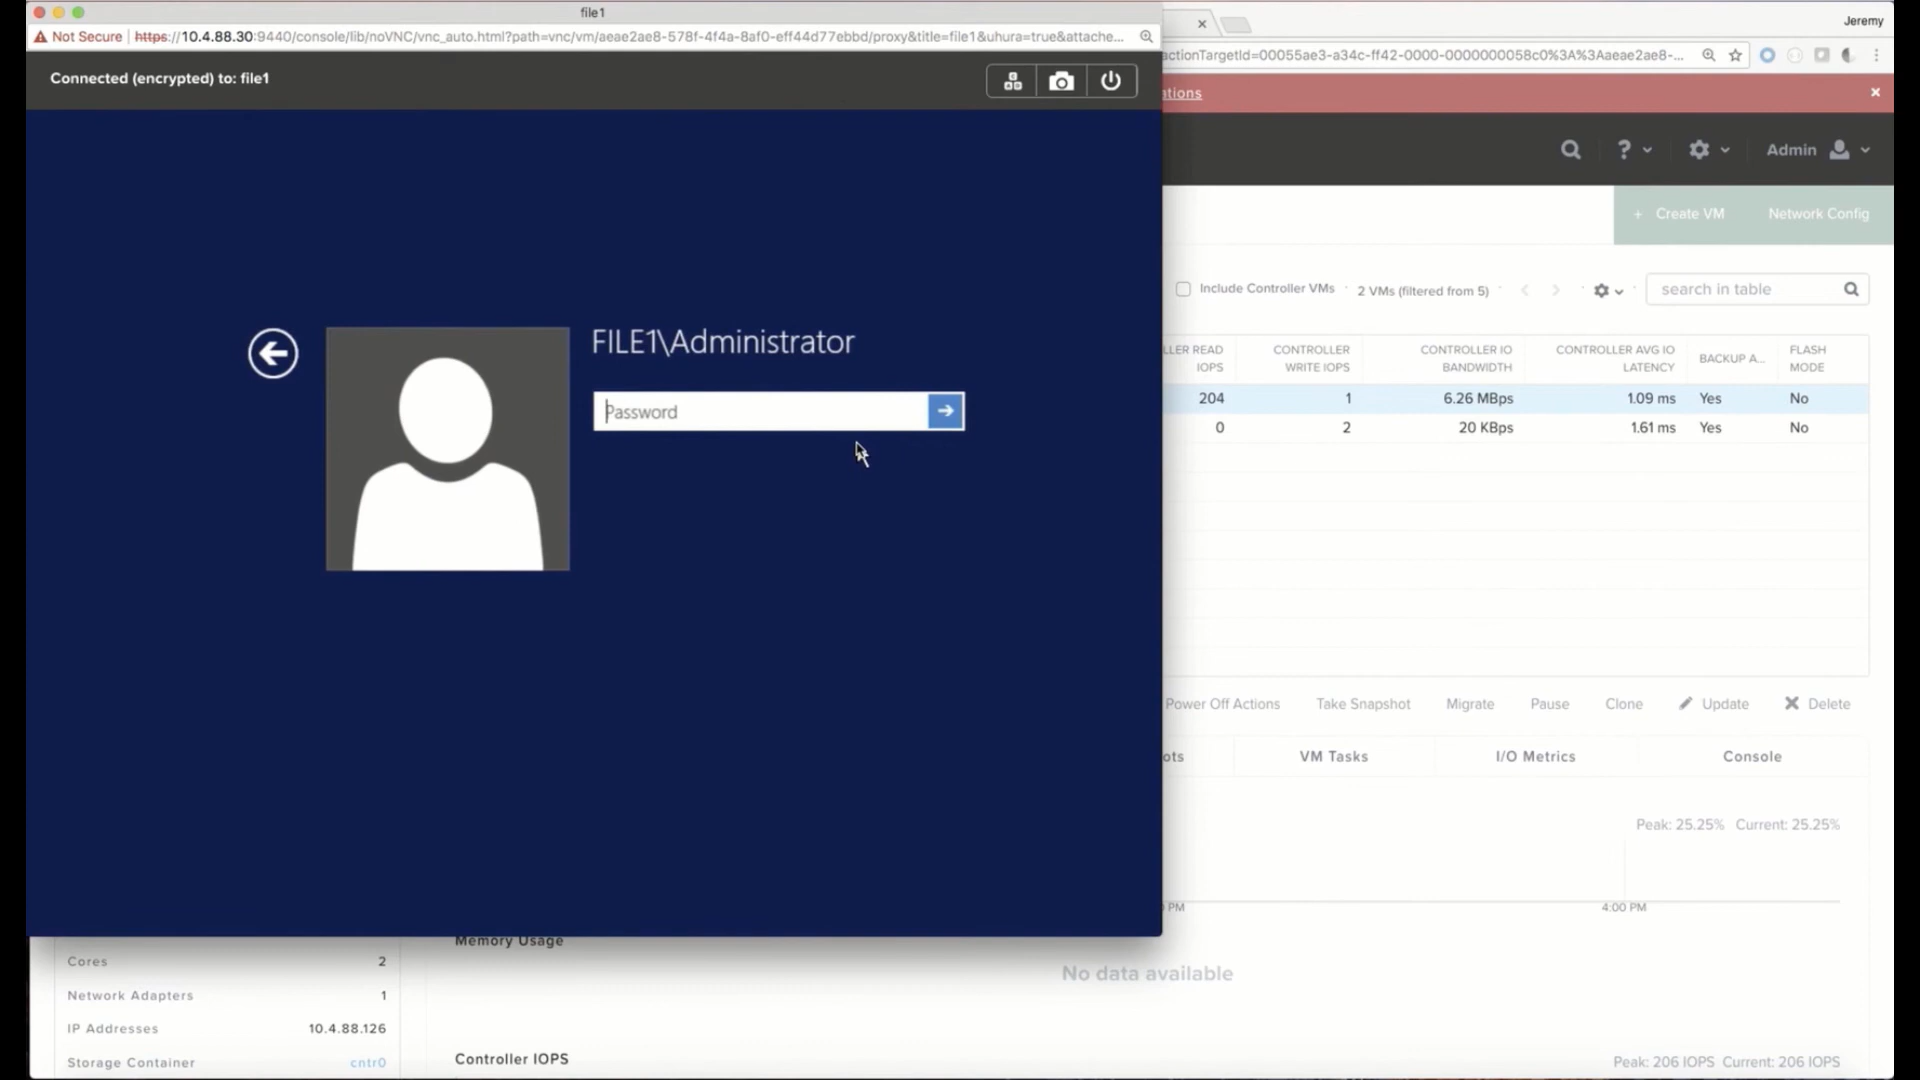 file1
Not Secure | https://10.4.88.30:9440/console/lib/noVNC/vnc_auto.html?path=vnc/vm/aeae2ae8-578f-4f4a-8af0-eff44d77ebbd/proxy&title=file1&uhura=true&attache...
Connected (encrypted) to: file1
Jeremy
actionTargetId=00055ae3-a34c-ff42-0000-0000000058c0%3A%3Aaeae2ae8-...
ations
? Admin
+ Create VM Network Config
Include Controller VMs · 2 VMs (filtered from 5) search in table
LLER READ IOPS
CONTROLLER WRITE IOPS
CONTROLLER IO BANDWIDTH
CONTROLLER AVG IO LATENCY
BACKUP A...
FLASH MODE
204 1 6.26 MBps 1.09 ms Yes No
0 2 20 KBps 1.61 ms Yes No
FILE1\Administrator
Password
Power Off Actions Take Snapshot Migrate Pause Clone Update Delete
ots VM Tasks I/O Metrics Console
Peak: 25.25% Current: 25.25%
PM 4:00 PM
Memory Usage
No data available
Cores 2
Network Adapters 1
IP Addresses 10.4.88.126
Storage Container cntr0
Controller IOPS
Peak: 206 IOPS Current: 206 IOPS